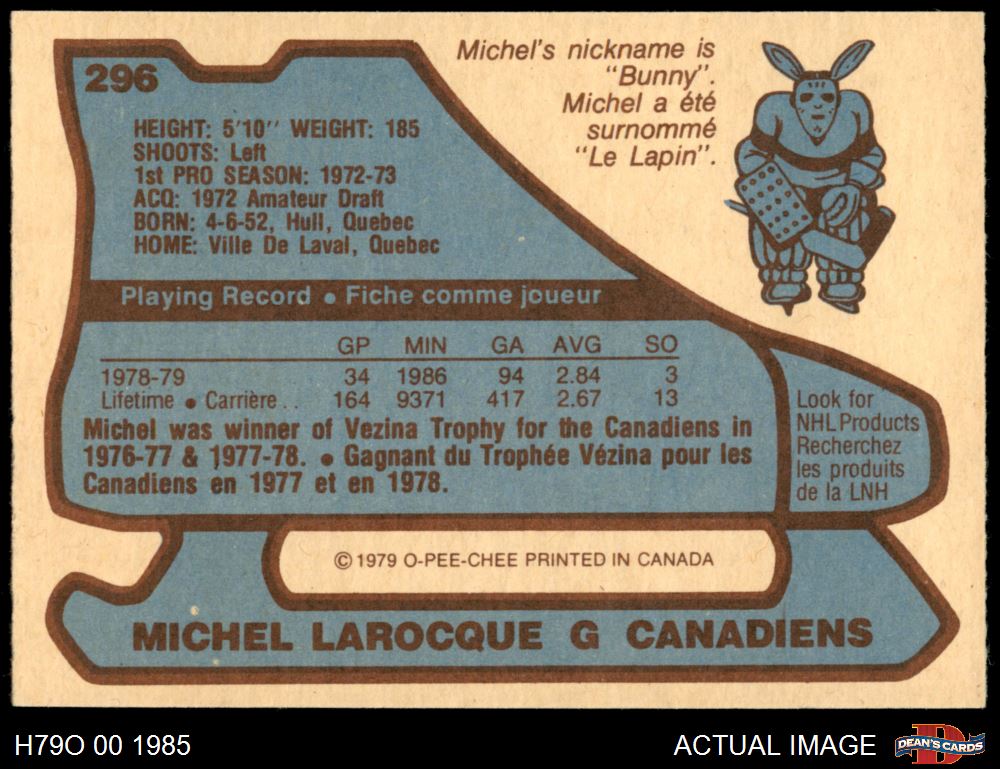 296
Michel's nickname is
"Bunny".
Michel a été
surnommé
"Le Lapin".
HEIGHT: 5'10'' WEIGHT: 185
SHOOTS: Left
1st PRO SEASON: 1972-73
ACQ: 1972 Amateur Draft
BORN: 4-6-52, Hull, Quebec
HOME: Ville De Laval, Quebec
Playing Record • Fiche comme joueur
GP MIN GA AVG SO
1978-79 34 1986 94 2.84 3
Lifetime • Carrière . . 164 9371 417 2.67 13
Michel was winner of Vezina Trophy for the Canadiens in
1976-77 & 1977-78. • Gagnant du Trophée Vézina pour les
Canadiens en 1977 et en 1978.
Look for
NHL Products
Recherchez
les produits
de la LNH
© 1979 O-PEE-CHEE PRINTED IN CANADA
MICHEL LAROCQUE G CANADIENS
H79O 00 1985
ACTUAL IMAGE
D
DEAN'S CARDS